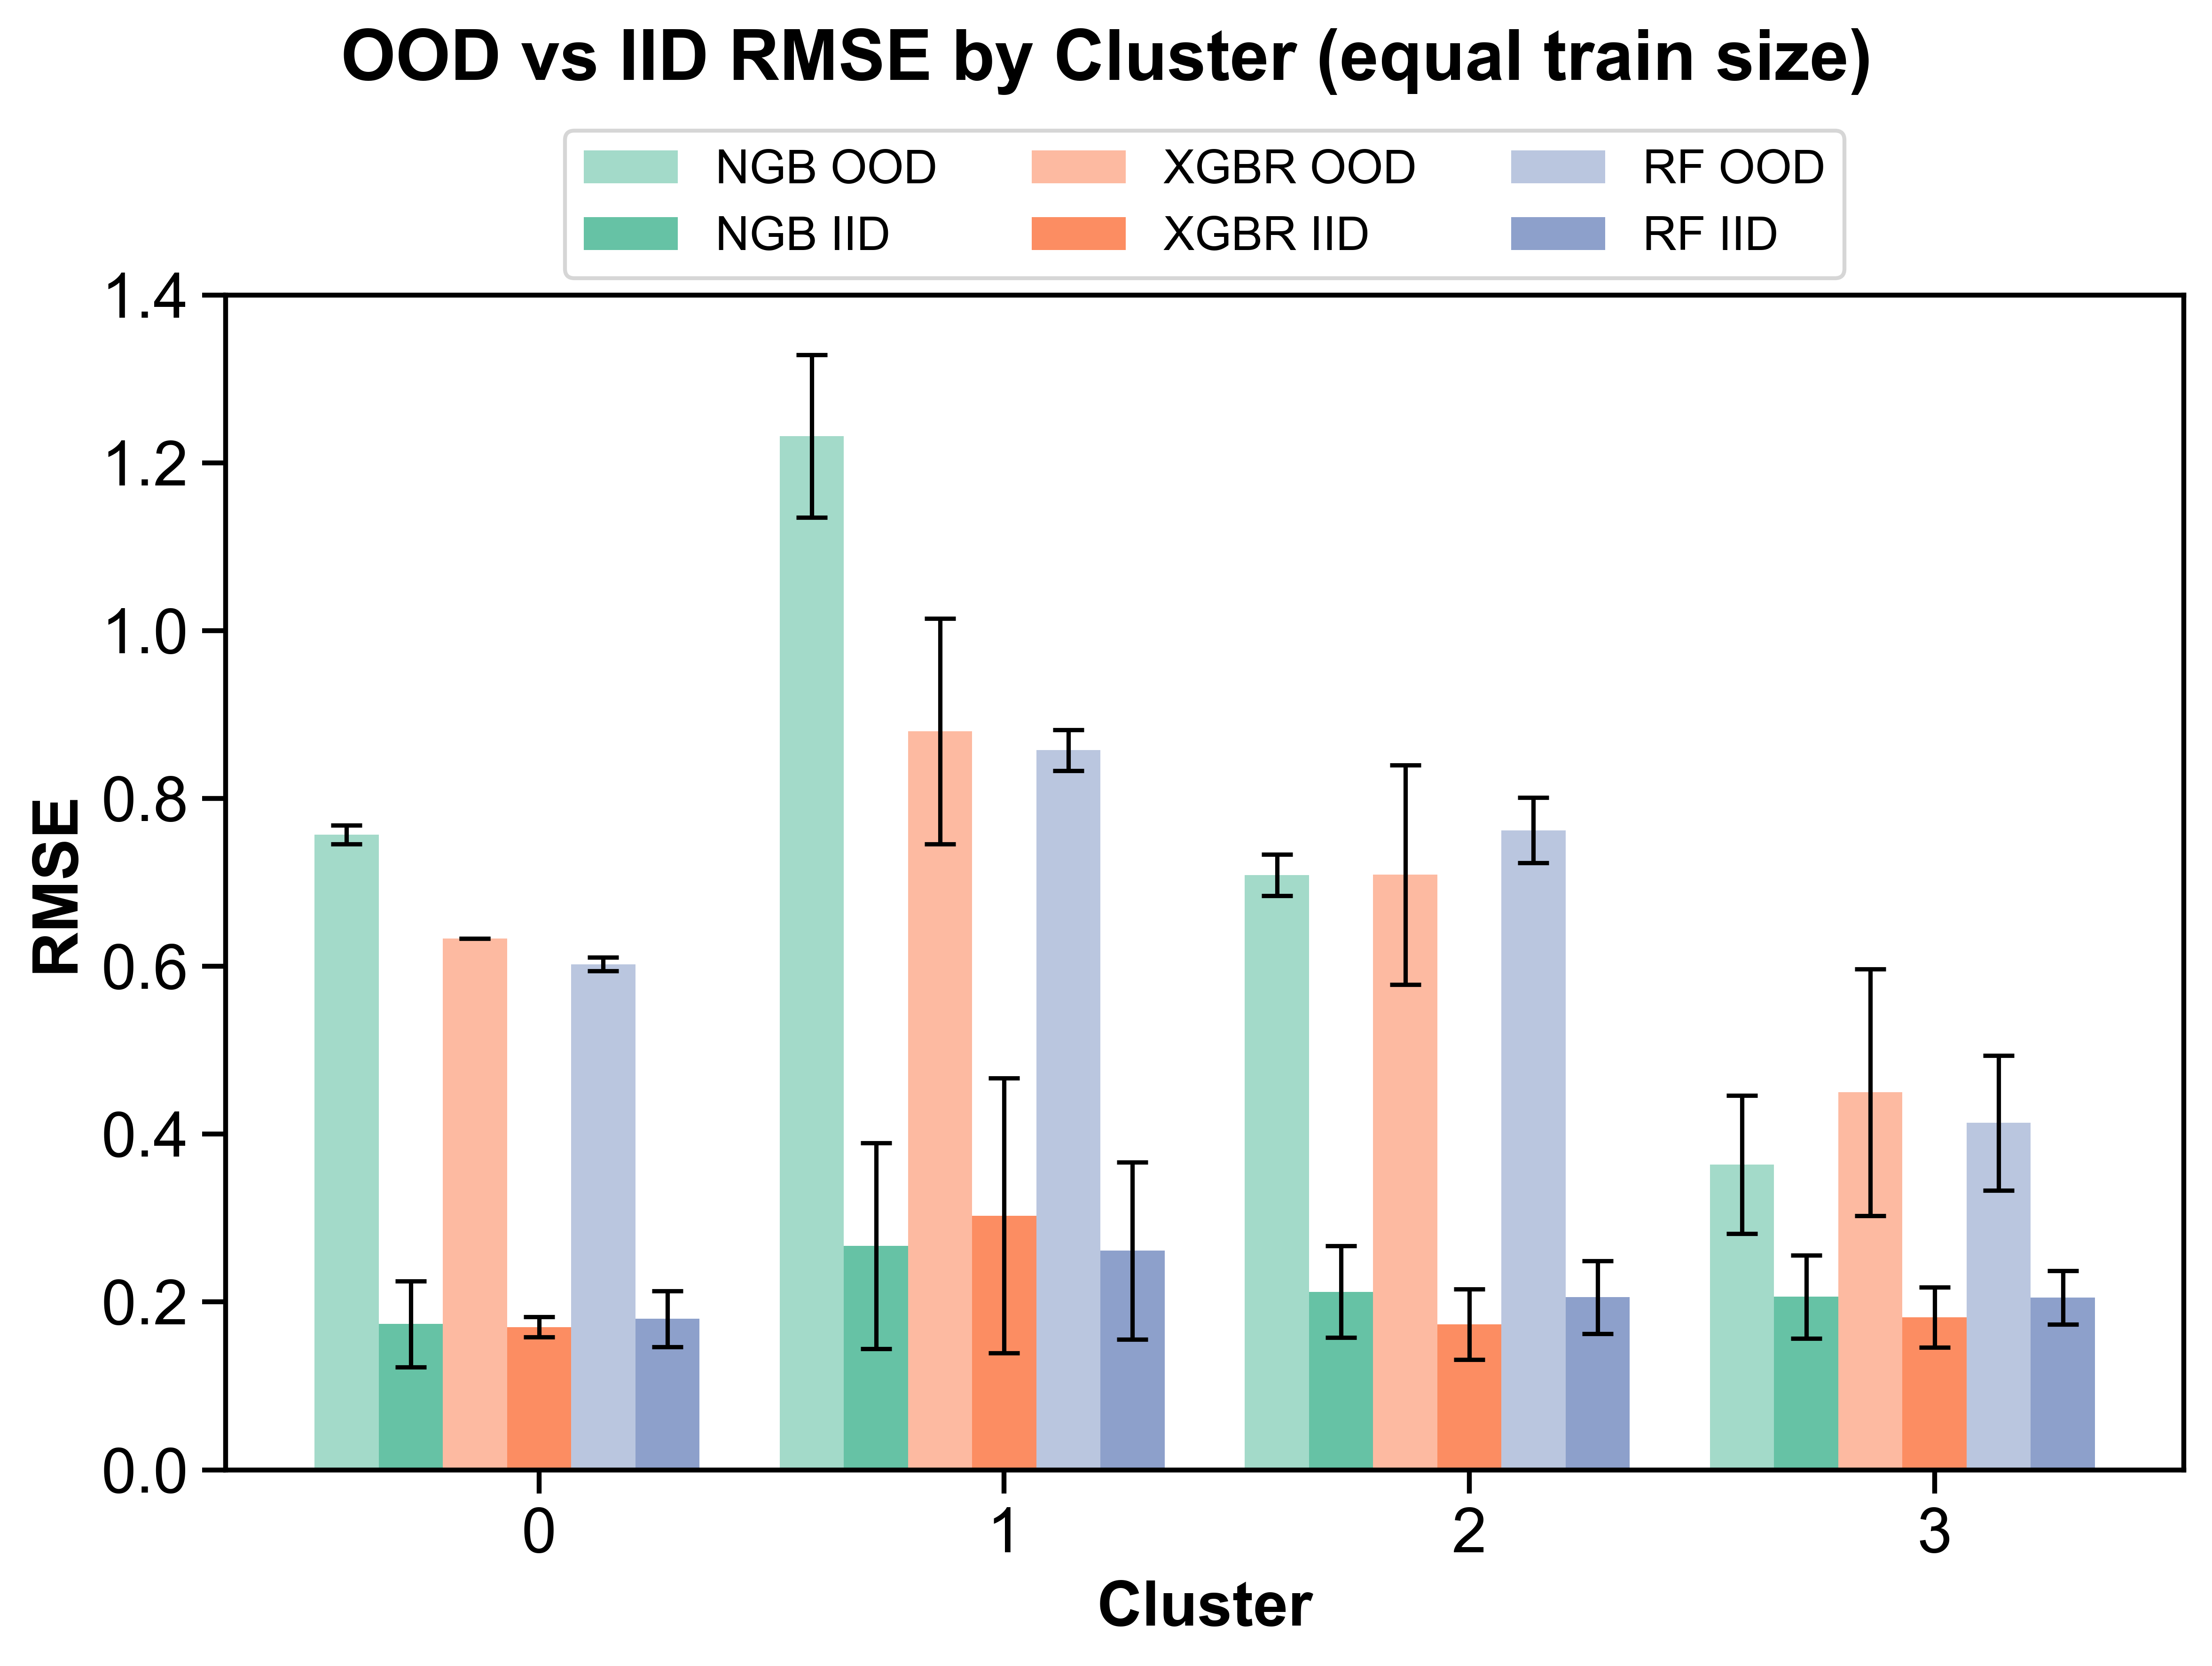 OOD vs IID RMSE by Cluster (equal train size)
NGB OOD XGBR OOD RF OOD
NGB IID XGBR IID RF IID
1.4
1.2
1.0
0.8
0.6
0.4
0.2
0.0
RMSE
0 1 2 3
Cluster